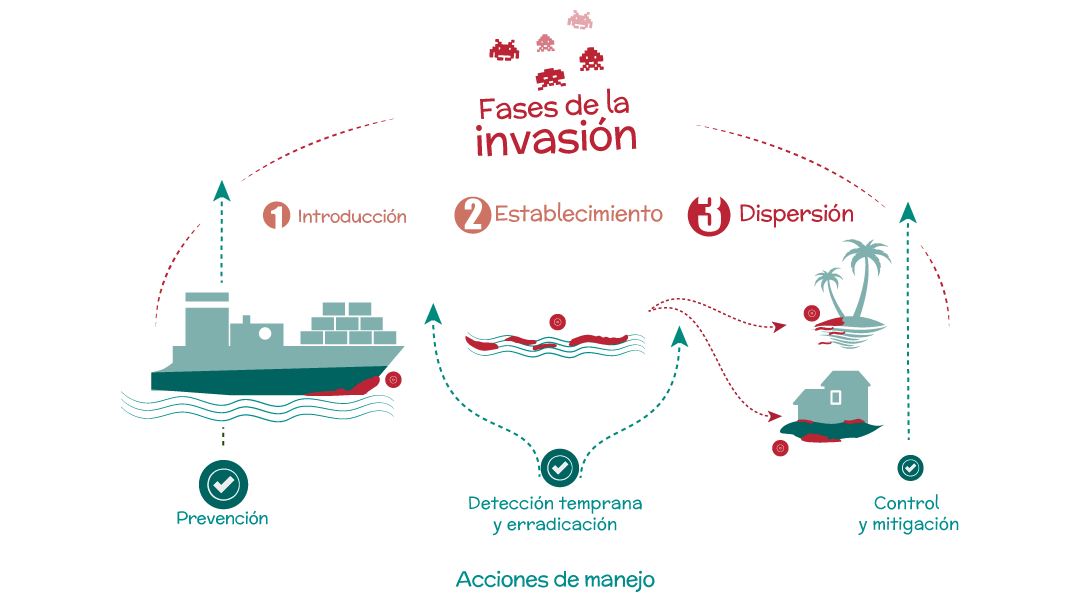 Fases de la
invasión
1 Introducción
2 Establecimiento
3 Dispersión
Prevención
Detección temprana
y erradicación
Control
y mitigación
Acciones de manejo